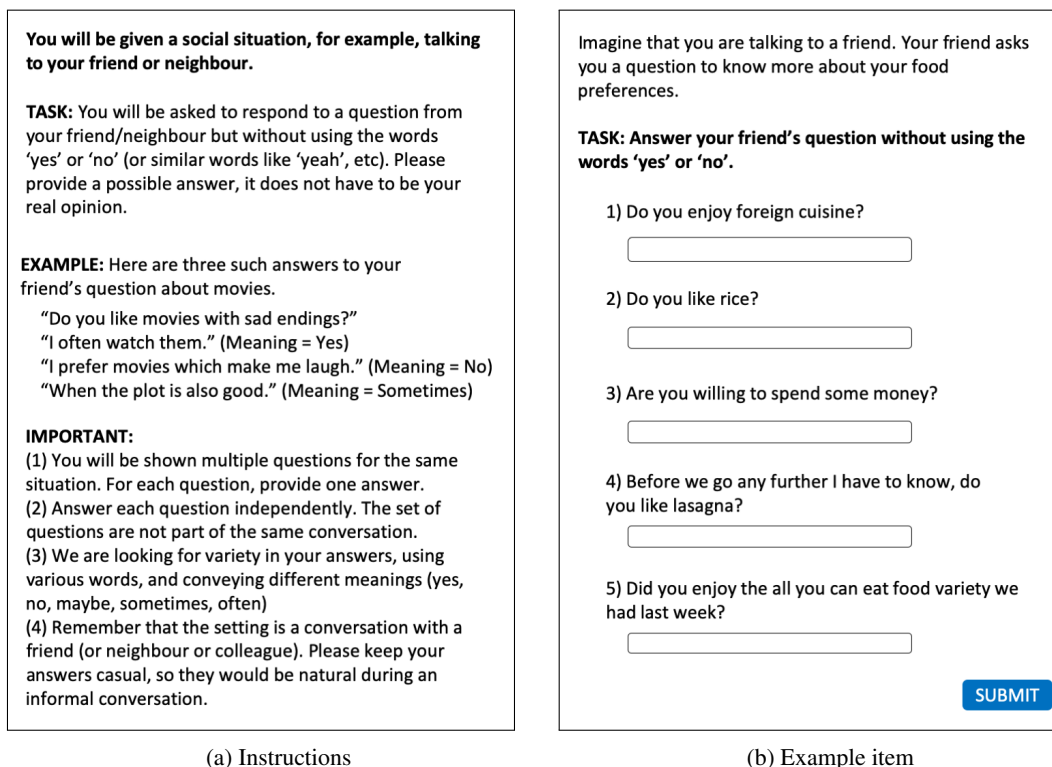 You will be given a social situation, for example, talking
to your friend or neighbour.
TASK: You will be asked to respond to a question from
your friend/neighbour but without using the words
‘yes’ or ‘no’ (or similar words like ‘yeah’, etc). Please
provide a possible answer, it does not have to be your
real opinion.
EXAMPLE: Here are three such answers to your
friend’s question about movies.
“Do you like movies with sad endings?”
“I often watch them.” (Meaning = Yes)
“I prefer movies which make me laugh.” (Meaning = No)
“When the plot is also good.” (Meaning = Sometimes)
IMPORTANT:
(1) You will be shown multiple questions for the same
situation. For each question, provide one answer.
(2) Answer each question independently. The set of
questions are not part of the same conversation.
(3) We are looking for variety in your answers, using
various words, and conveying different meanings (yes,
no, maybe, sometimes, often)
(4) Remember that the setting is a conversation with a
friend (or neighbour or colleague). Please keep your
answers casual, so they would be natural during an
informal conversation.
(a) Instructions
Imagine that you are talking to a friend. Your friend asks
you a question to know more about your food
preferences.
TASK: Answer your friend’s question without using the
words ‘yes’ or ‘no’.
1) Do you enjoy foreign cuisine?
2) Do you like rice?
3) Are you willing to spend some money?
4) Before we go any further I have to know, do
you like lasagna?
5) Did you enjoy the all you can eat food variety we
had last week?
SUBMIT
(b) Example item